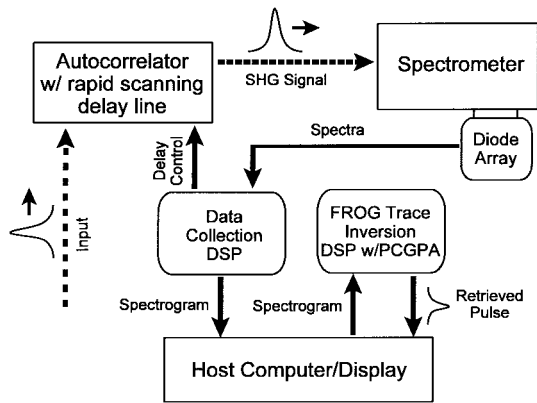 Autocorrelator
w/ rapid scanning
delay line
SHG Signal
Spectrometer
Diode
Array
Spectra
Delay
Control
Input
Data
Collection
DSP
FROG Trace
Inversion
DSP w/PCGPA
Spectrogram
Spectrogram
Retrieved
Pulse
Host Computer/Display